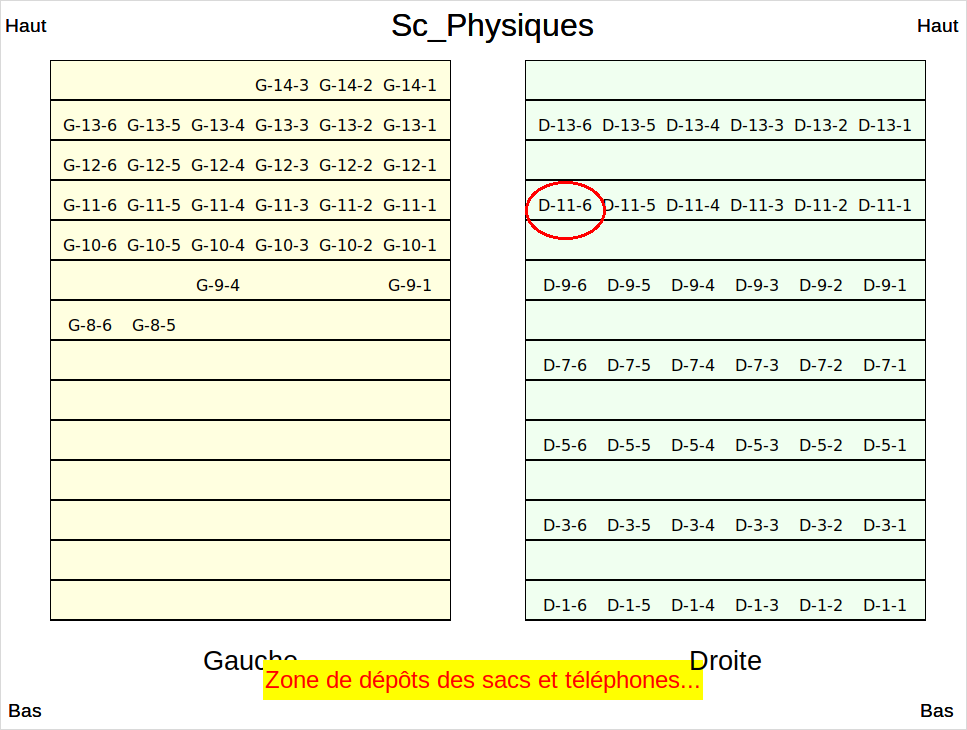 Sc_Physiques
Haut Haut
G-14-3 G-14-2 G-14-1
G-13-6 G-13-5 G-13-4 G-13-3 G-13-2 G-13-1
G-12-6 G-12-5 G-12-4 G-12-3 G-12-2 G-12-1
G-11-6 G-11-5 G-11-4 G-11-3 G-11-2 G-11-1
G-10-6 G-10-5 G-10-4 G-10-3 G-10-2 G-10-1
G-9-4 G-9-1
G-8-6 G-8-5
Gauche
D-13-6 D-13-5 D-13-4 D-13-3 D-13-2 D-13-1
D-11-6 D-11-5 D-11-4 D-11-3 D-11-2 D-11-1
D-9-6 D-9-5 D-9-4 D-9-3 D-9-2 D-9-1
D-7-6 D-7-5 D-7-4 D-7-3 D-7-2 D-7-1
D-5-6 D-5-5 D-5-4 D-5-3 D-5-2 D-5-1
D-3-6 D-3-5 D-3-4 D-3-3 D-3-2 D-3-1
D-1-6 D-1-5 D-1-4 D-1-3 D-1-2 D-1-1
Droite
Zone de dépôts des sacs et téléphones...
Bas Bas